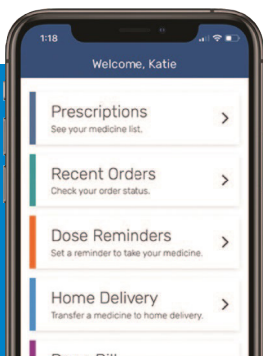 1:18
Welcome, Katie
Prescriptions
See your medicine list.
Recent Orders
Check your order status.
Dose Reminders
Set a reminder to take your medicine.
Home Delivery
Transfer a medicine to home delivery.